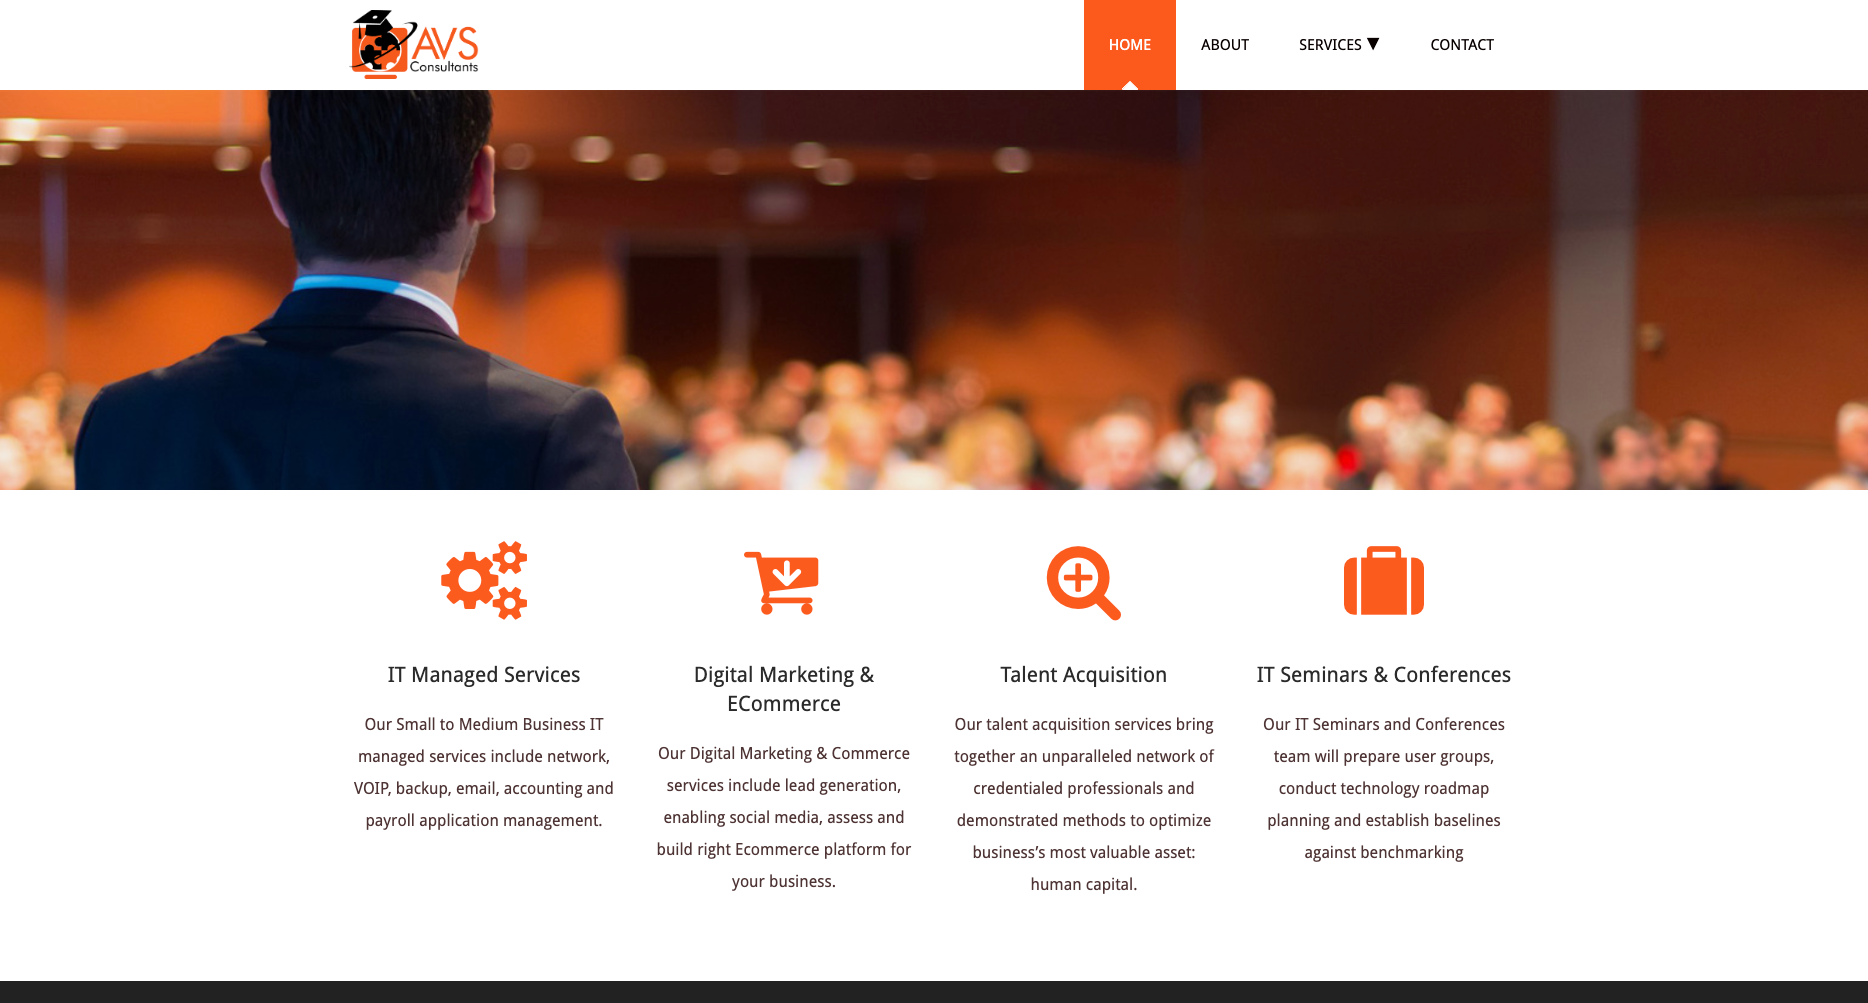 AVS
Consultants
HOME
ABOUT
SERVICES ▼
CONTACT
IT Managed Services
Our Small to Medium Business IT
managed services include network,
VOIP, backup, email, accounting and
payroll application management.
Digital Marketing &
ECommerce
Our Digital Marketing & Commerce
services include lead generation,
enabling social media, assess and
build right Ecommerce platform for
your business.
Talent Acquisition
Our talent acquisition services bring
together an unparalleled network of
credentialed professionals and
demonstrated methods to optimize
business’s most valuable asset:
human capital.
IT Seminars & Conferences
Our IT Seminars and Conferences
team will prepare user groups,
conduct technology roadmap
planning and establish baselines
against benchmarking